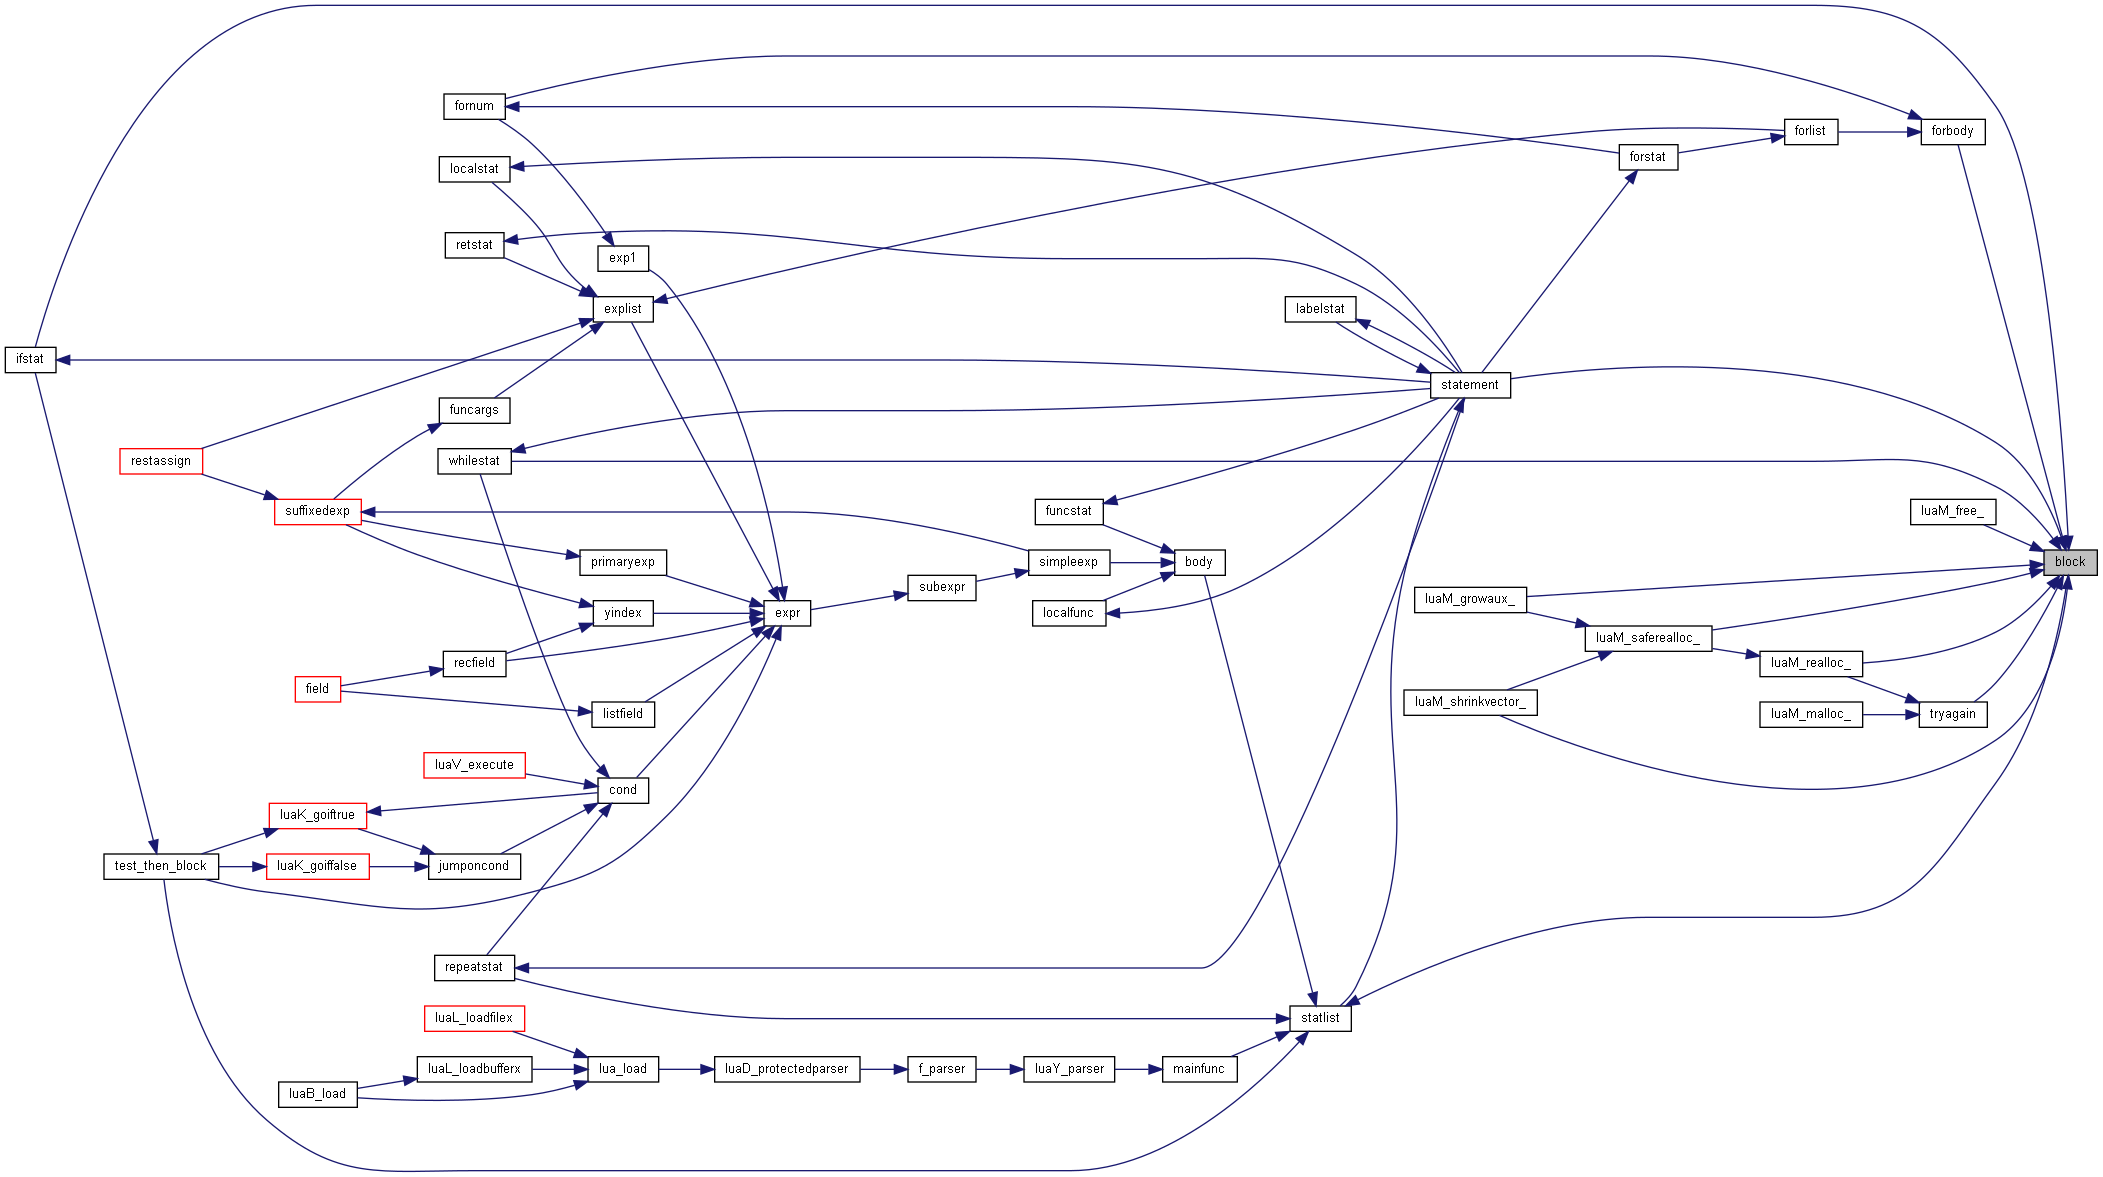 fornum
forlist
forbody
forstat
localstat
retstat
exp1
explist
labelstat
ifstat
statement
funcargs
restassign
whilestat
suffixedexp
funcstat
luaM_free_
primaryexp
simpleexp
body
block
subexpr
yindex
expr
localfunc
luaM_growaux_
luaM_saferealloc_
recfield
luaM_realloc_
field
listfield
luaM_shrinkvector_
luaM_malloc_
tryagain
luaV_execute
cond
luaK_goiftrue
test_then_block
luaK_goiffalse
jumponcond
repeatstat
luaL_loadfilex
statlist
luaL_loadbufferx
lua_load
luaD_protectedparser
f_parser
luaY_parser
mainfunc
luaB_load